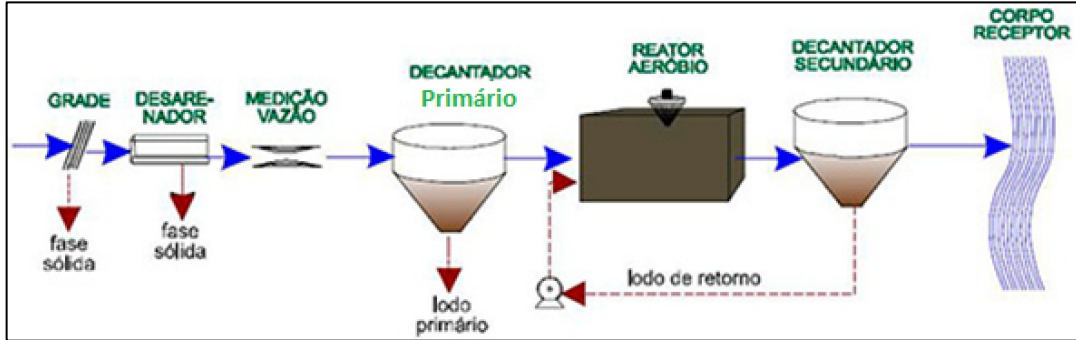 GRADE
DESARE-
NADOR
MEDIÇÃO
VAZÃO
DECANTADOR
Primário
REATOR
AERÓBIO
DECANTADOR
SECUNDÁRIO
CORPO
RECEPTOR
fase
sólida
fase
sólida
lodo
primário
lodo de retorno